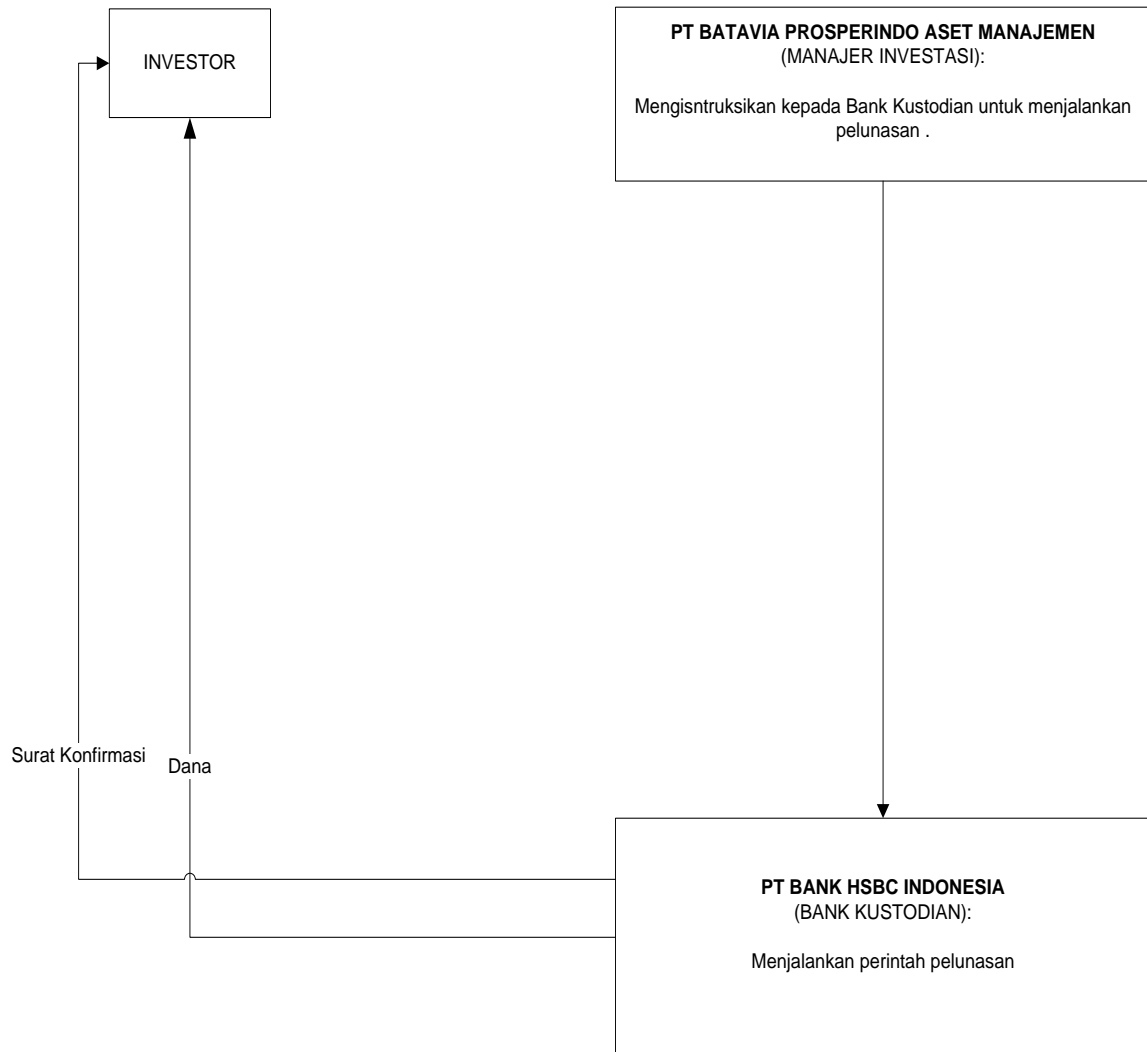 INVESTOR
PT BATAVIA PROSPERINDO ASET MANAJEMEN
(MANAJER INVESTASI):
Mengisntruksikan kepada Bank Kustodian untuk menjalankan
pelunasan .
Surat Konfirmasi
Dana
PT BANK HSBC INDONESIA
(BANK KUSTODIAN):
Menjalankan perintah pelunasan